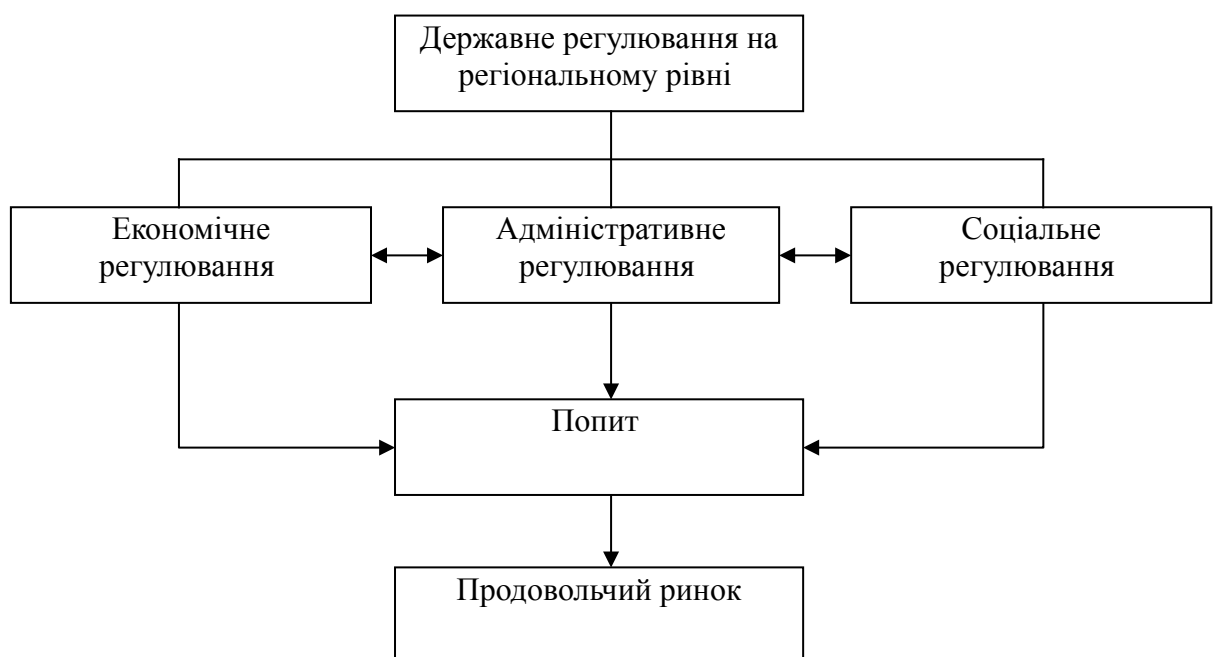 Державне регулювання на
регіональному рівні
Економічне
регулювання
Адміністративне
регулювання
Соціальне
регулювання
Попит
Продовольчий ринок